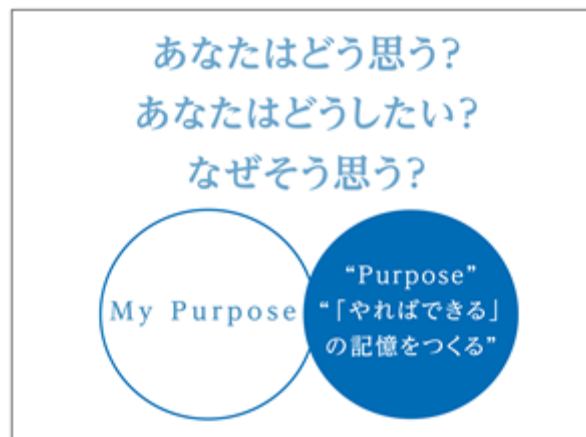 あなたはどう思う?
あなたはどうしたい?
なぜそう思う?
My Purpose
“Purpose”
“「やればできる」
の記憶をつくる”